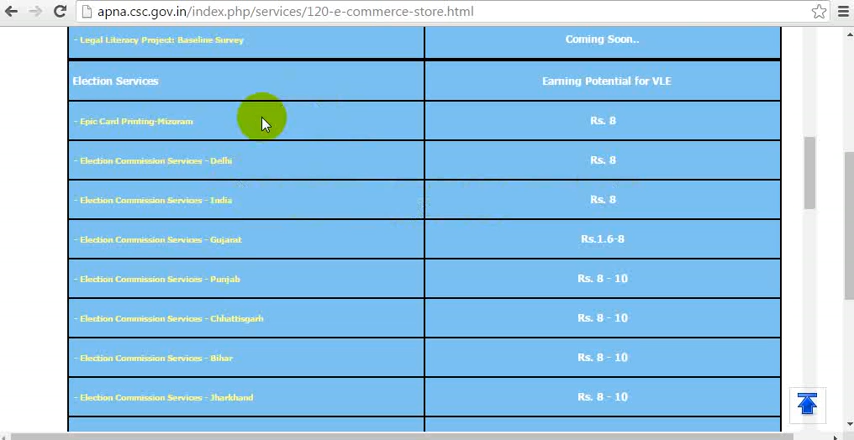 apna.csc.gov.in/index.php/services/120-e-commerce-store.html
- Legal Literacy Project: Baseline Survey Coming Soon..
Election Services Earning Potential for VLE
- Epic Card Printing-Mizoram Rs. 8
- Election Commission Services - Delhi Rs. 8
- Election Commission Services - India Rs. 8
- Election Commission Services - Gujarat Rs.1.6-8
- Election Commission Services - Punjab Rs. 8 - 10
- Election Commission Services - Chhattisgarh Rs. 8 - 10
- Election Commission Services - Bihar Rs. 8 - 10
- Election Commission Services - Jharkhand Rs. 8 - 10